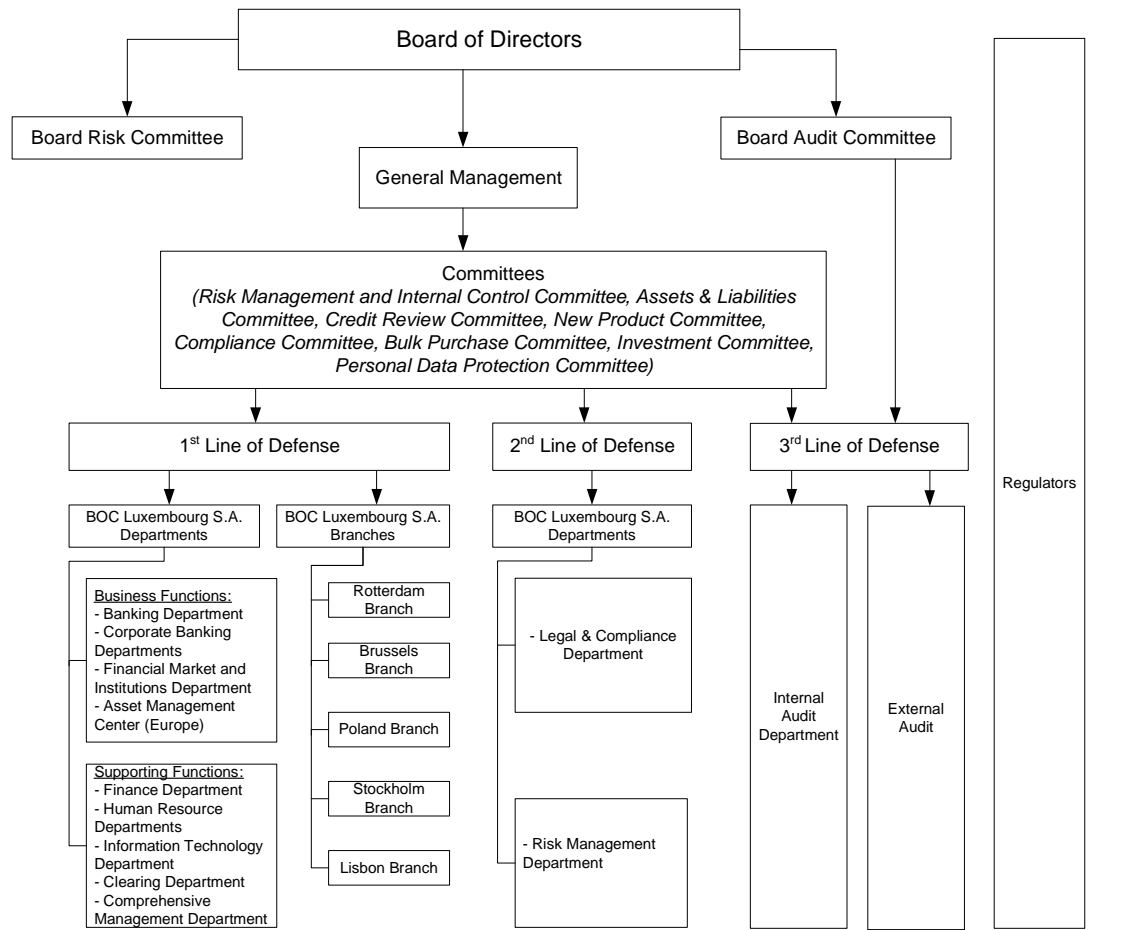 Board of Directors
Board Risk Committee
Board Audit Committee
General Management
Committees
(Risk Management and Internal Control Committee, Assets & Liabilities
Committee, Credit Review Committee, New Product Committee,
Compliance Committee, Bulk Purchase Committee, Investment Committee,
Personal Data Protection Committee)
1st Line of Defense
2nd Line of Defense
3rd Line of Defense
Regulators
BOC Luxembourg S.A.
Departments
BOC Luxembourg S.A.
Branches
BOC Luxembourg S.A.
Departments
Business Functions:
- Banking Department
- Corporate Banking
Departments
- Financial Market and
Institutions Department
- Asset Management
Center (Europe)
Supporting Functions:
- Finance Department
- Human Resource
Departments
- Information Technology
Department
- Clearing Department
- Comprehensive
Management Department
Rotterdam
Branch
Brussels
Branch
Poland Branch
Stockholm
Branch
Lisbon Branch
- Legal & Compliance
Department
- Risk Management
Department
Internal
Audit
Department
External
Audit